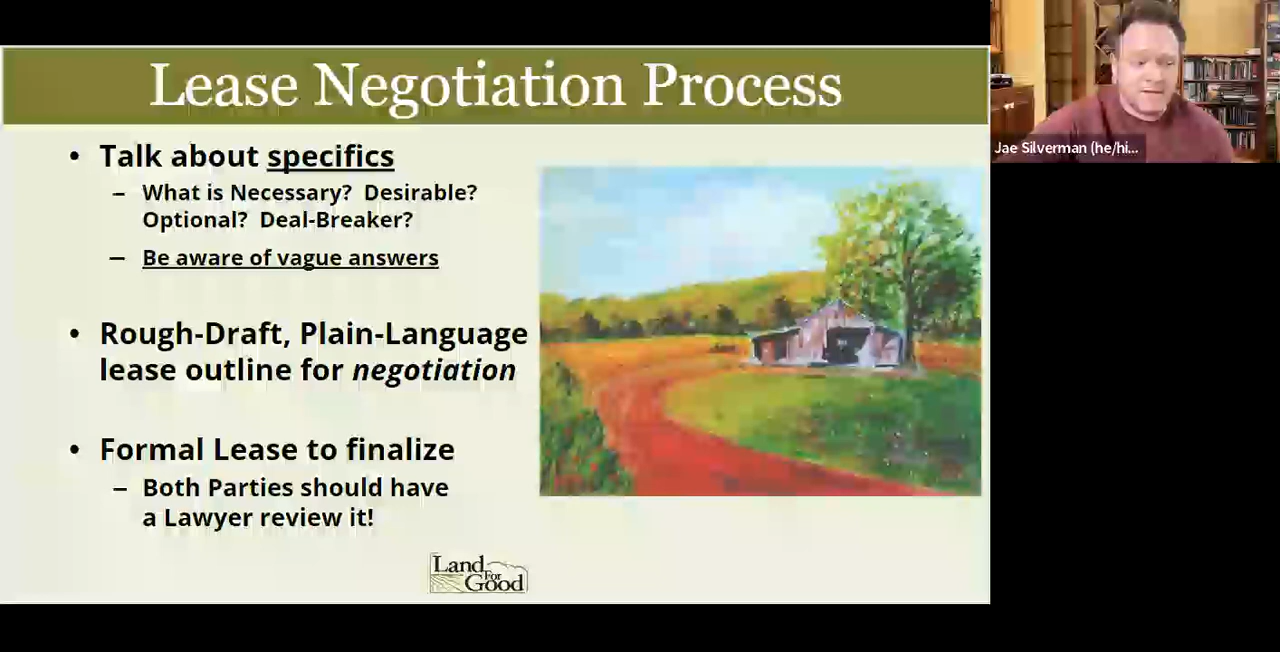 Lease Negotiation Process
• Talk about specifics
– What is Necessary? Desirable?
Optional? Deal-Breaker?
– Be aware of vague answers
• Rough-Draft, Plain-Language
lease outline for negotiation
• Formal Lease to finalize
– Both Parties should have
a Lawyer review it!
Land
For
Good
Jae Silverman (he/hi...